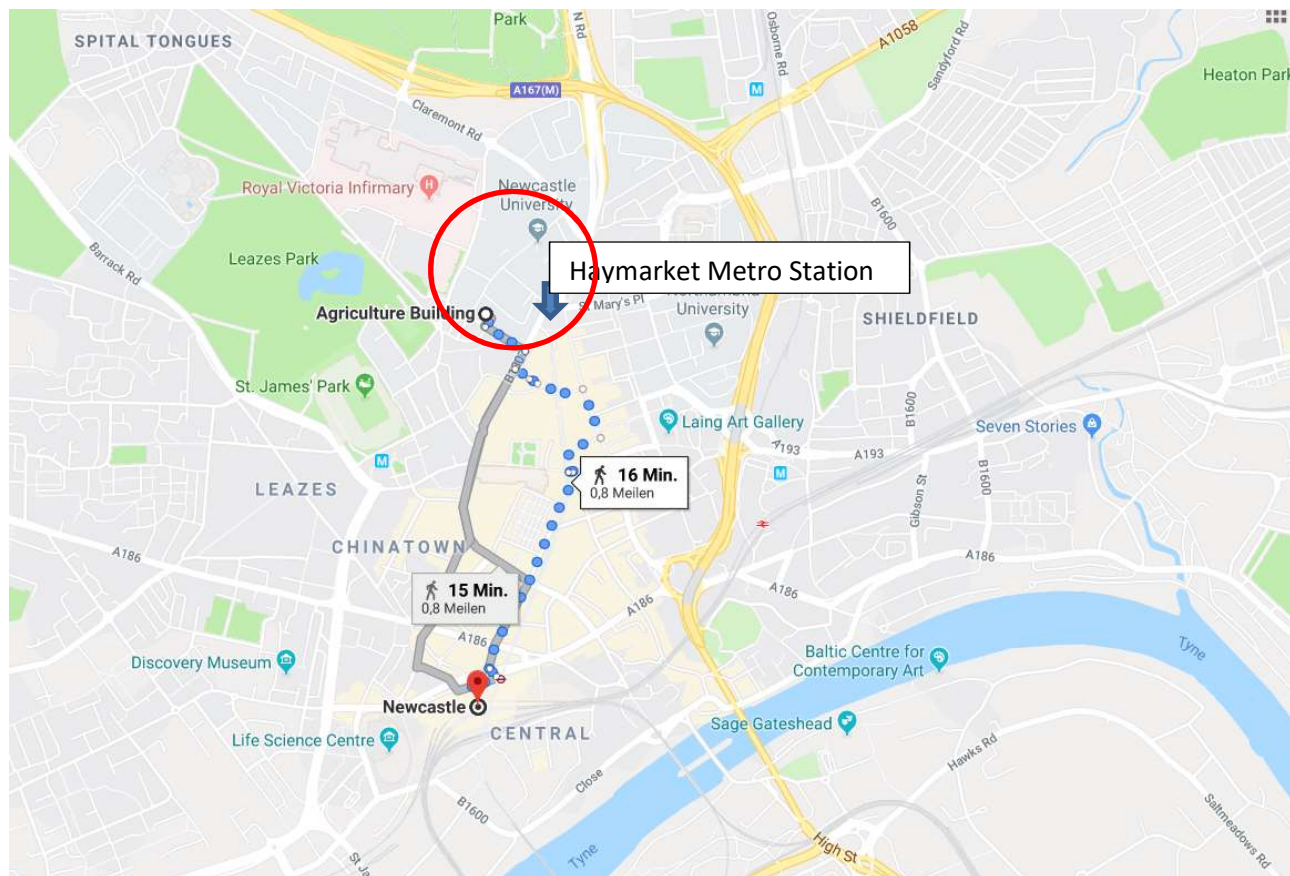 SPITAL TONGUES
Park
N Rd
Osborne Rd
A1058
Sandyford Rd
Heaton Park
A167(M)
M
Claremont Rd
Royal Victoria Infirmary
H
Newcastle
University
B1600
Barrack Rd
Leazes Park
Haymarket Metro Station
St Mary's Pl
University
Agriculture Building
SHIELDFIELD
B1307
St. James' Park
Laing Art Gallery
Seven Stories
A193
A193
B1600
M
M
16 Min.
0,8 Meilen
LEAZES
Gibson St
B1600
CHINATOWN
A186
A186
15 Min.
0,8 Meilen
A186
A186
A186
Tyne
Discovery Museum
Baltic Centre for
Contemporary Art
Newcastle
Sage Gateshead
Life Science Centre
CENTRAL
Hawks Rd
Close
B1600
Saltmeadows Rd
High St
Tyne